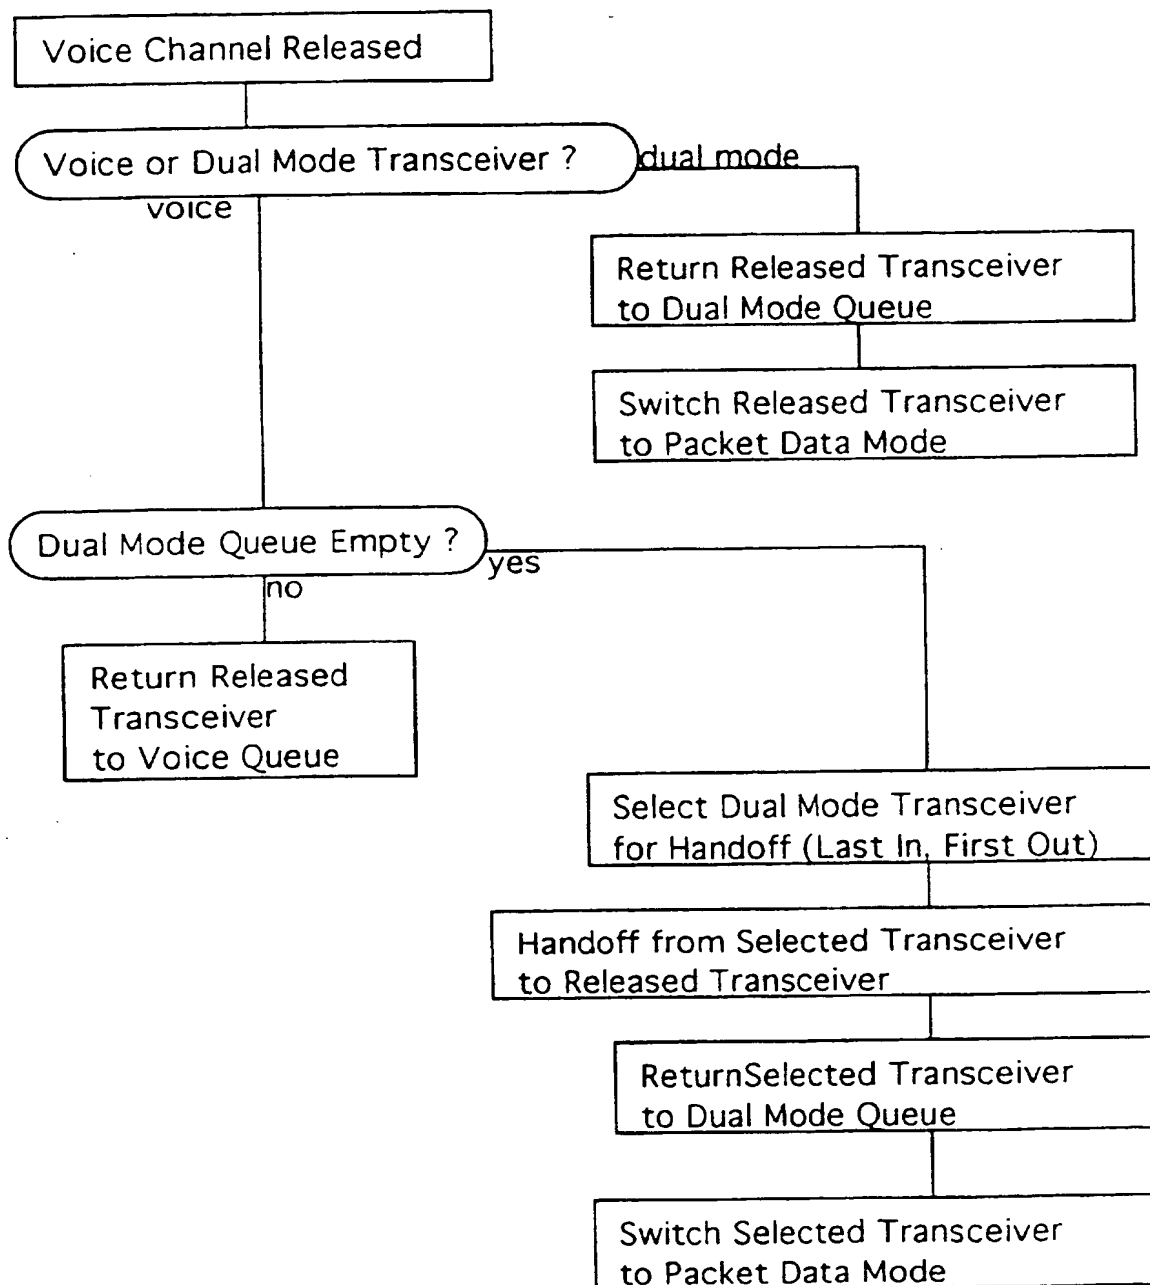 Voice Channel Released
Voice or Dual Mode Transceiver ?
dual mode
voice
Return Released Transceiver
to Dual Mode Queue
Switch Released Transceiver
to Packet Data Mode
Dual Mode Queue Empty ?
yes
no
Return Released
Transceiver
to Voice Queue
Select Dual Mode Transceiver
for Handoff (Last In, First Out)
Handoff from Selected Transceiver
to Released Transceiver
ReturnSelected Transceiver
to Dual Mode Queue
Switch Selected Transceiver
to Packet Data Mode